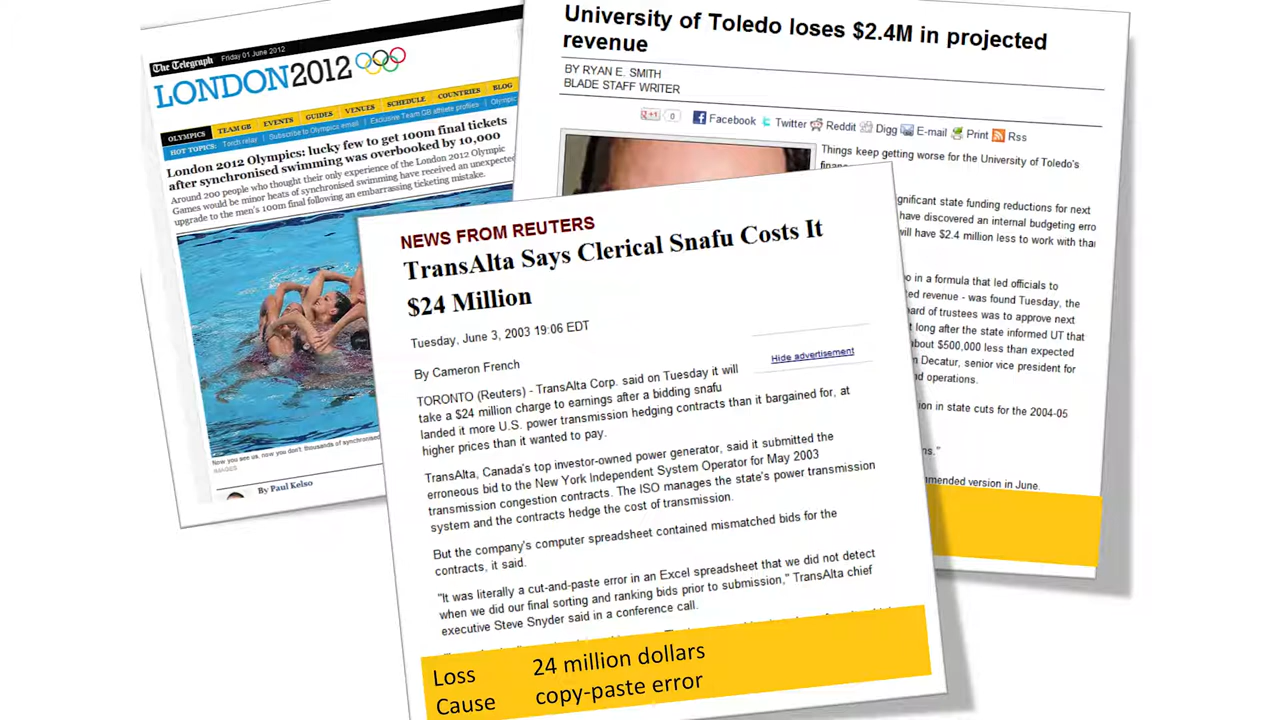 The Telegraph Friday 01 June 2012
LONDON2012
OLYMPICS TEAM GB EVENTS GUIDES VENUES SCHEDULE COUNTRIES BLOG
HOT TOPICS: Torch relay Subscribe to Olympics email Exclusive Team GB athlete profiles Olympic
London 2012 Olympics: lucky few to get 100m final tickets
after synchronised swimming was overbooked by 10,000
Around 200 people who thought their only experience of the London 2012 Olympic
Games would be minor heats of synchronised swimming have received an unexpected
upgrade to the men's 100m final following an embarrassing ticketing mistake.
Now you see us, now you don't: thousands of synchronised
IMAGES
By Paul Kelso
University of Toledo loses $2.4M in projected
revenue
BY RYAN E. SMITH
BLADE STAFF WRITER
+1 0 Facebook Twitter Reddit Digg E-mail Print Rss
Things keep getting worse for the University of Toledo's
gnificant state funding reductions for next
have discovered an internal budgeting erro
will have $2.4 million less to work with tha
o in a formula that led officials to
ed revenue - was found Tuesday, the
ard of trustees was to approve next
t long after the state informed UT that
about $500,000 less than expected
n Decatur, senior vice president for
nd operations.
on in state cuts for the 2004-05
ns."
mended version in June.
NEWS FROM REUTERS
TransAlta Says Clerical Snafu Costs It
$24 Million
Tuesday, June 3, 2003 19:06 EDT
Hide advertisement
By Cameron French
TORONTO (Reuters) - TransAlta Corp. said on Tuesday it will
take a $24 million charge to earnings after a bidding snafu
landed it more U.S. power transmission hedging contracts than it bargained for, at
higher prices than it wanted to pay.
TransAlta, Canada's top investor-owned power generator, said it submitted the
erroneous bid to the New York Independent System Operator for May 2003
transmission congestion contracts. The ISO manages the state's power transmission
system and the contracts hedge the cost of transmission.
But the company's computer spreadsheet contained mismatched bids for the
contracts, it said.
"It was literally a cut-and-paste error in an Excel spreadsheet that we did not detect
when we did our final sorting and ranking bids prior to submission," TransAlta chief
executive Steve Snyder said in a conference call.
Loss 24 million dollars
Cause copy-paste error